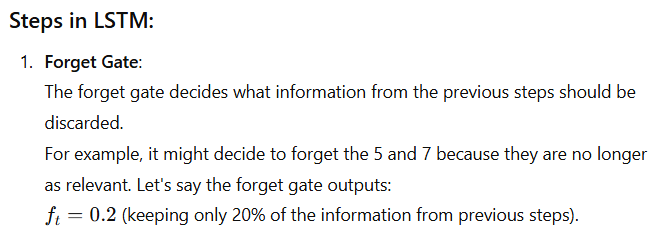 Steps in LSTM:
1. Forget Gate:
The forget gate decides what information from the previous steps should be
discarded.
For example, it might decide to forget the 5 and 7 because they are no longer
as relevant. Let's say the forget gate outputs:
fₜ = 0.2 (keeping only 20% of the information from previous steps).